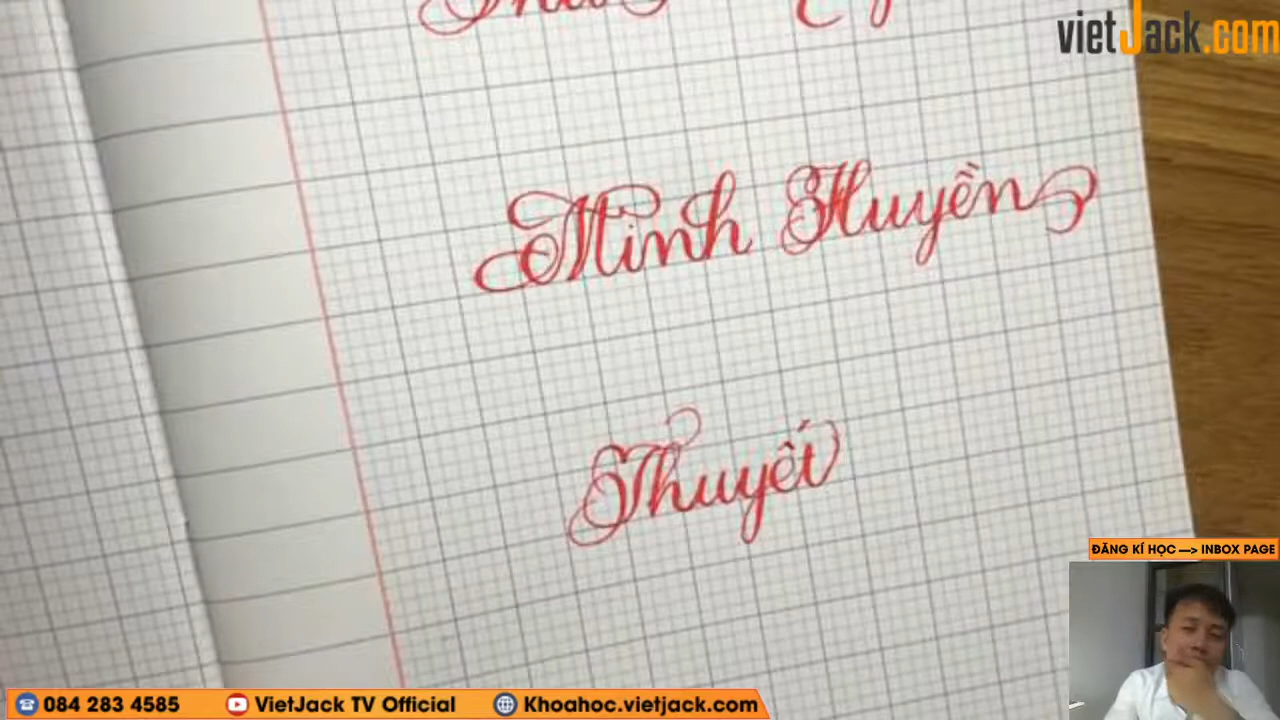 vietJack.com
Minh Huyền
Thuyết
ĐĂNG KÍ HỌC —> INBOX PAGE
084 283 4585
VietJack TV Official
Khoahoc.vietjack.com